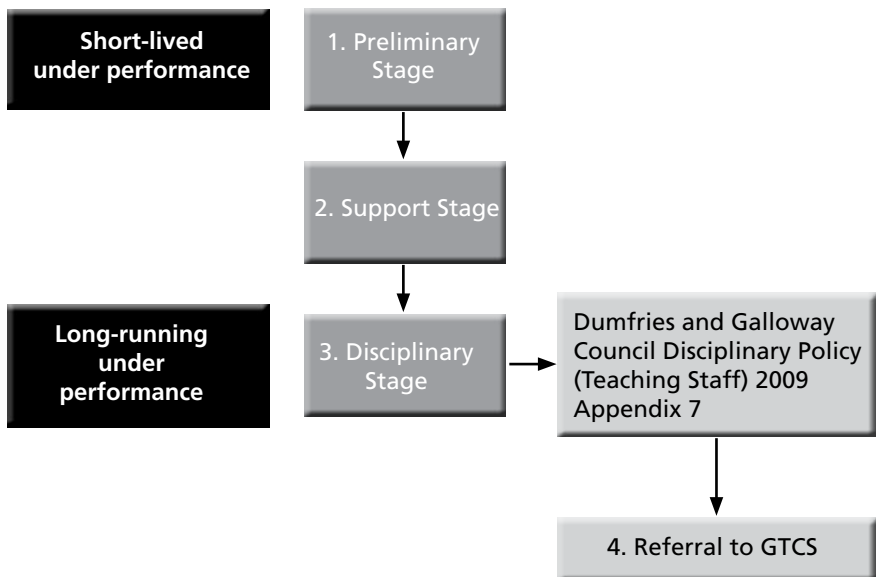 Short-lived
under performance
1. Preliminary
Stage
2. Support Stage
Long-running
under
performance
3. Disciplinary
Stage
Dumfries and Galloway
Council Disciplinary Policy
(Teaching Staff) 2009
Appendix 7
4. Referral to GTCS